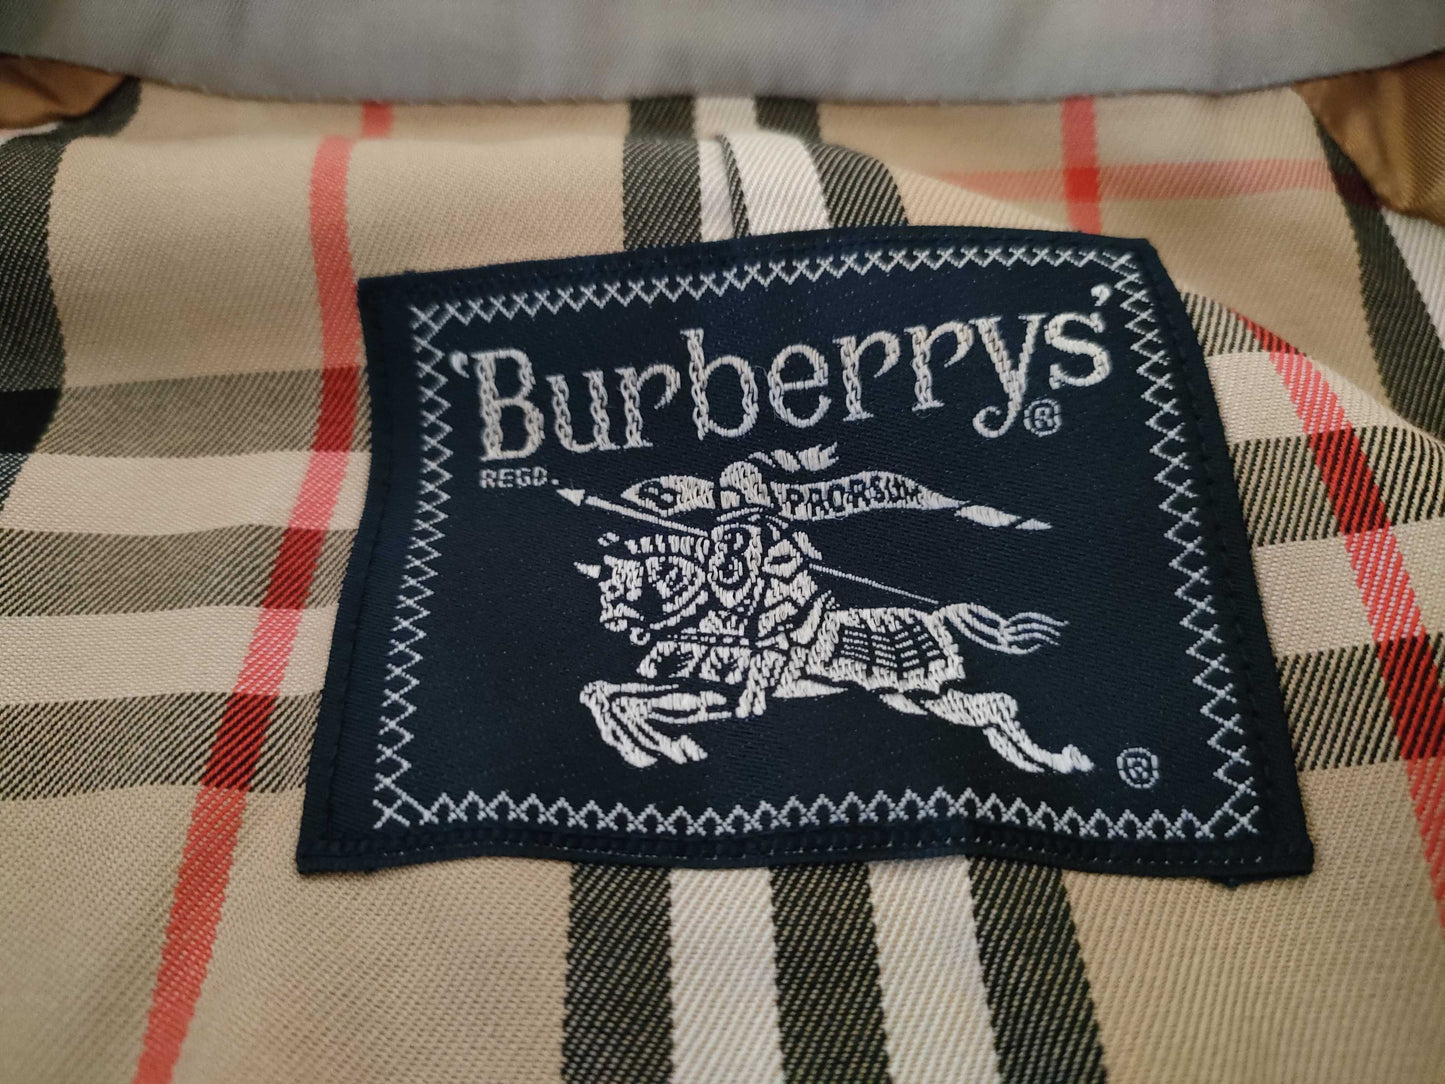 'Burberrys' ®
REGD.
B PRORSUM
B
®